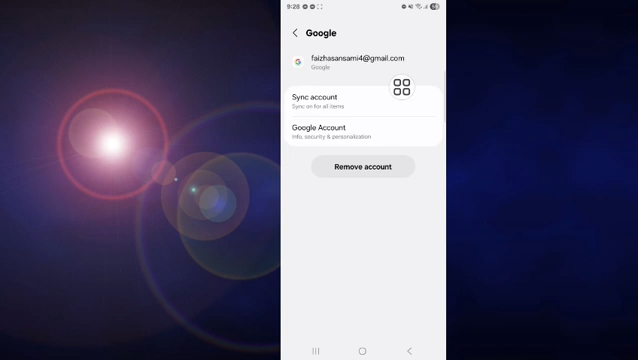 9:28
Google
faizhasansami4@gmail.com
Google
Sync account
Sync on for all items
Google Account
Info, security & personalisation
Remove account